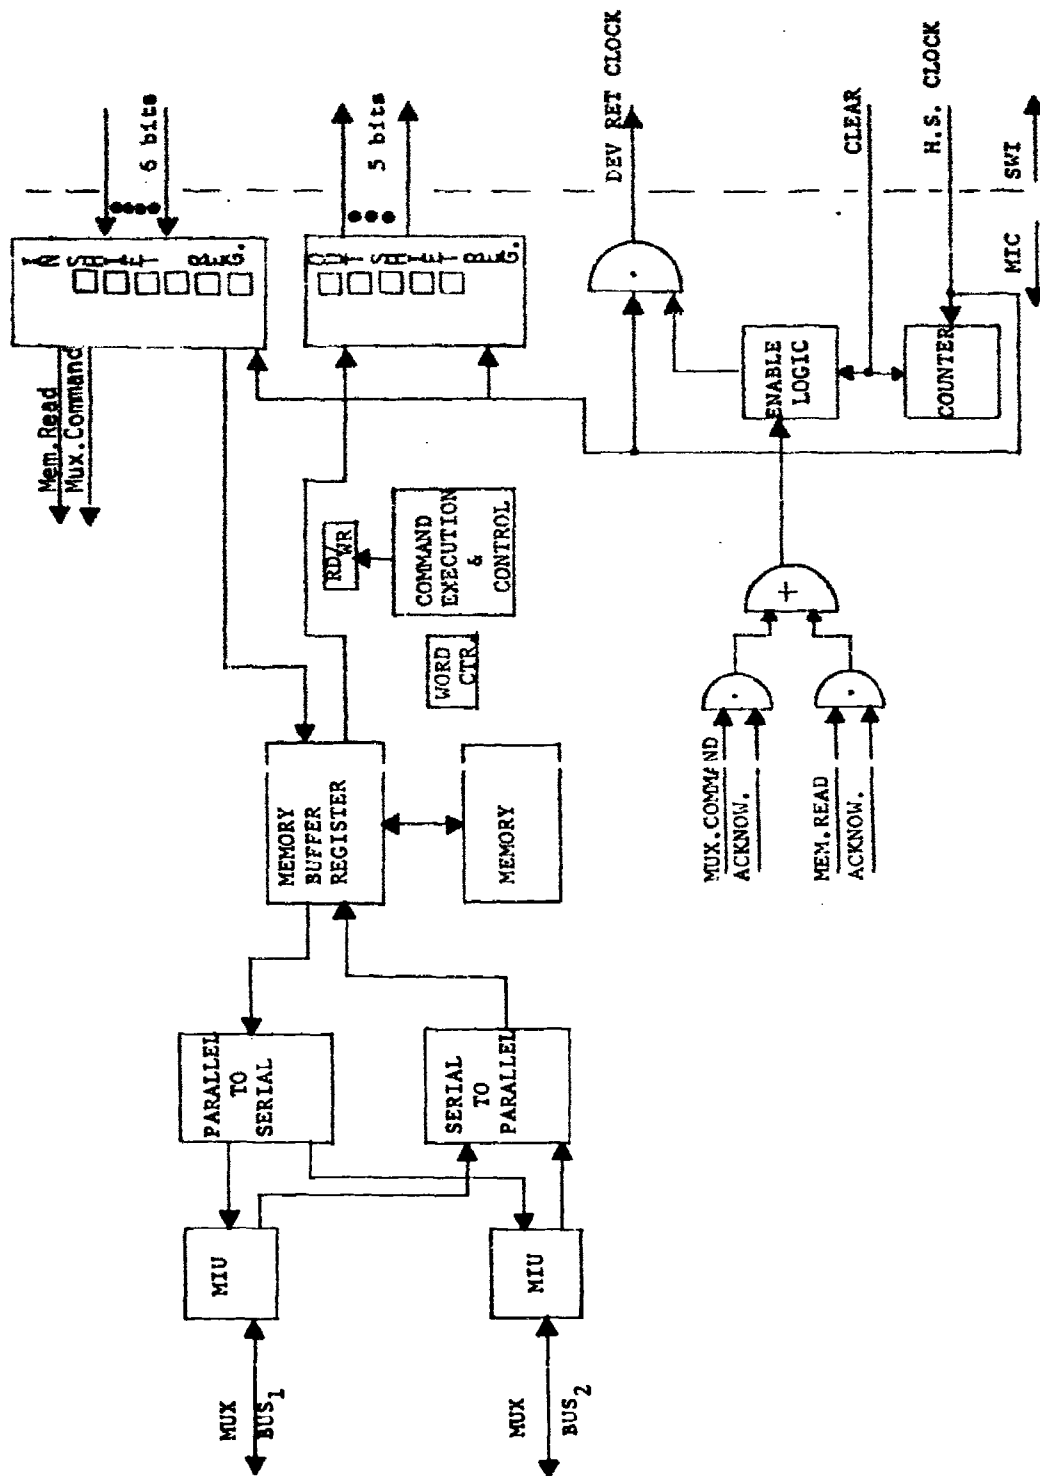 MUX
BUS1
MUX
BUS2
MIU
MIU
PARALLEL
TO
SERIAL
SERIAL
TO
PARALLEL
MEMORY
BUFFER
REGISTER
MEMORY
WORD
CTR.
RD/
WR
COMMAND
EXECUTION
&
CONTROL
Mem.Read
Mux.Command
IN SHIFT REG.
6 bits
OUT SHIFT REG.
5 bits
MUX.COMMAND
ACKNOW.
MEM.READ
ACKNOW.
+
ENABLE
LOGIC
COUNTER
DEV RET CLOCK
CLEAR
H.S. CLOCK
MIC
SWI